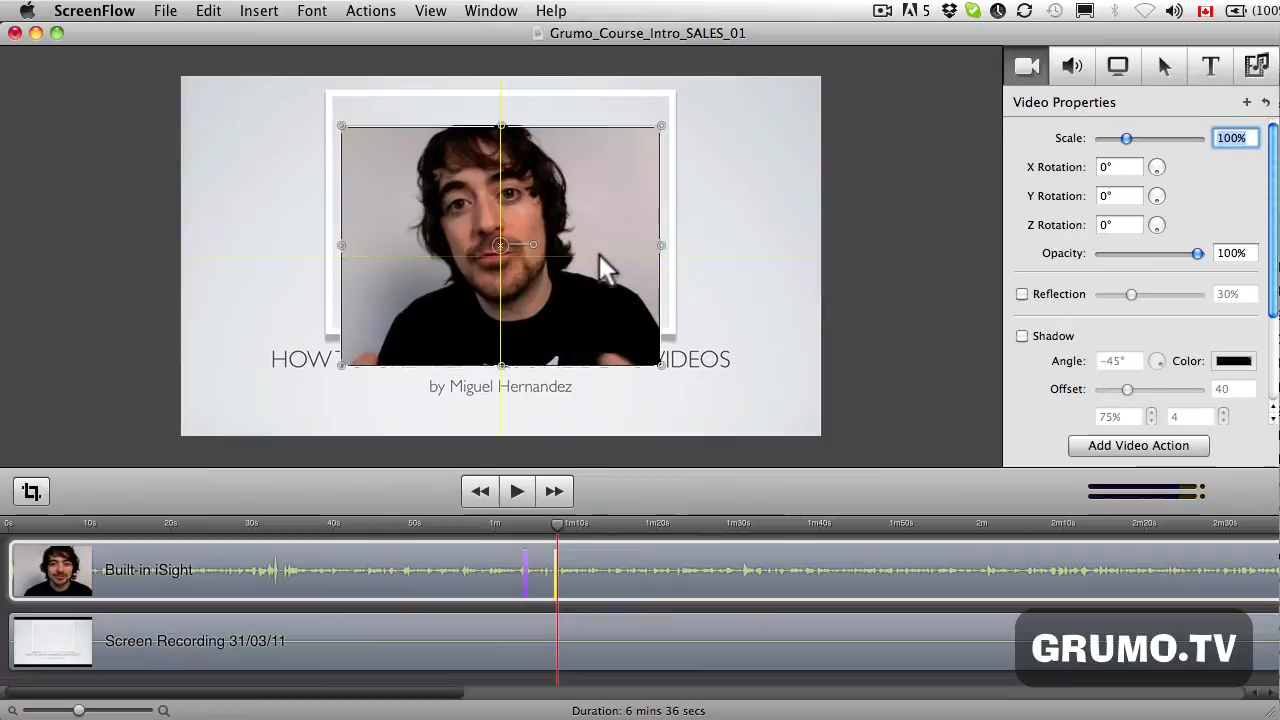 ScreenFlow File Edit Insert Font Actions View Window Help 5 (100
Grumo_Course_Intro_SALES_01
Video Properties
Scale: 100%
X Rotation: 0°
Y Rotation: 0°
Z Rotation: 0°
Opacity: 100%
Reflection 30%
Shadow
Angle: -45° Color:
Offset: 40
75% 4
Add Video Action
HOW VIDEOS
by Miguel Hernandez
0s 10s 20s 30s 40s 50s 1m 1m10s 1m20s 1m30s 1m40s 1m50s 2m 2m10s 2m20s 2m30s
Built-in iSight
Screen Recording 31/03/11
GRUMO.TV
Duration: 6 mins 36 secs